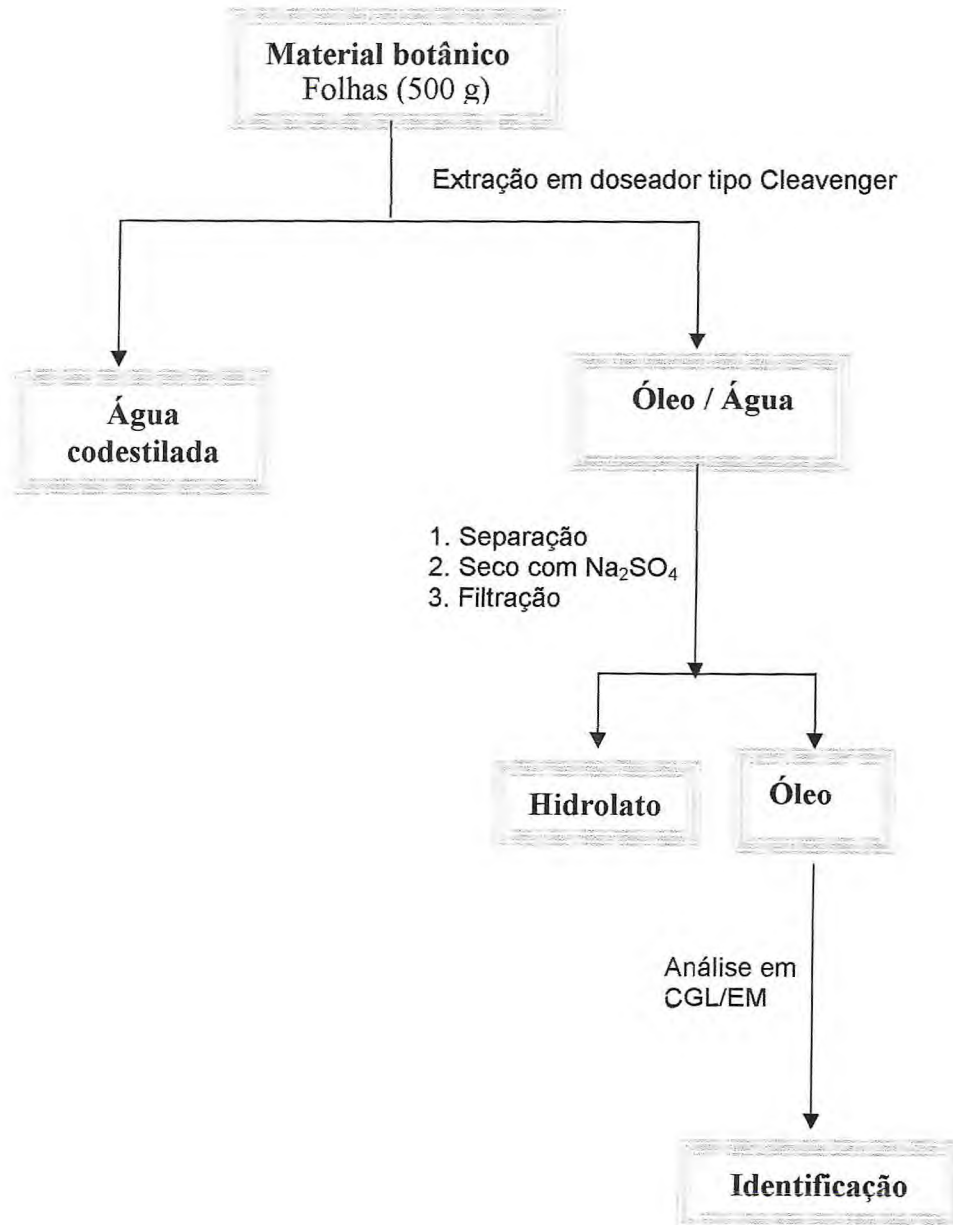 Material botânico
Folhas (500 g)
Extração em doseador tipo Cleavenger
Água
codestilada
Óleo / Água
1. Separação
2. Seco com Na₂SO₄
3. Filtração
Hidrolato
Óleo
Análise em
CGL/EM
Identificação